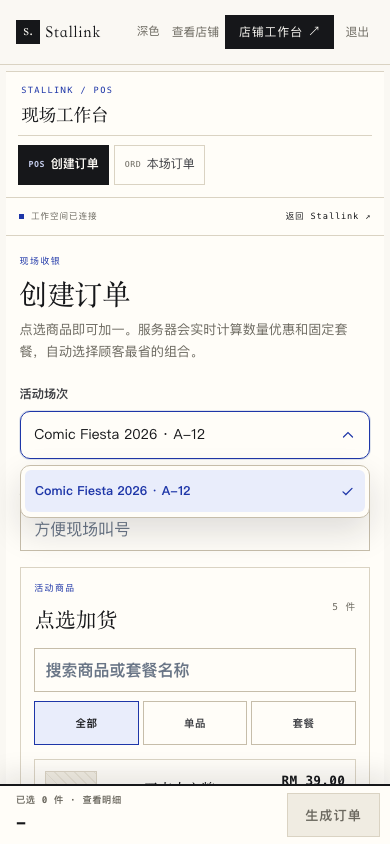 S. Stallink 深色 查看店铺 店铺工作台 ↗ 退出
STALLINK / POS
现场工作台
POS 创建订单 ORD 本场订单
工作空间已连接 返回 Stallink ↗
现场收银
创建订单
点选商品即可加一。服务器会实时计算数量优惠和固定套
餐，自动选择顾客最省的组合。
活动场次
Comic Fiesta 2026 · A-12
Comic Fiesta 2026 · A-12
方便现场叫号
活动商品
点选加货 5 件
搜索商品或套餐名称
全部 单品 套餐
RM 39.00
已选 0 件 · 查看明细
–
生成订单